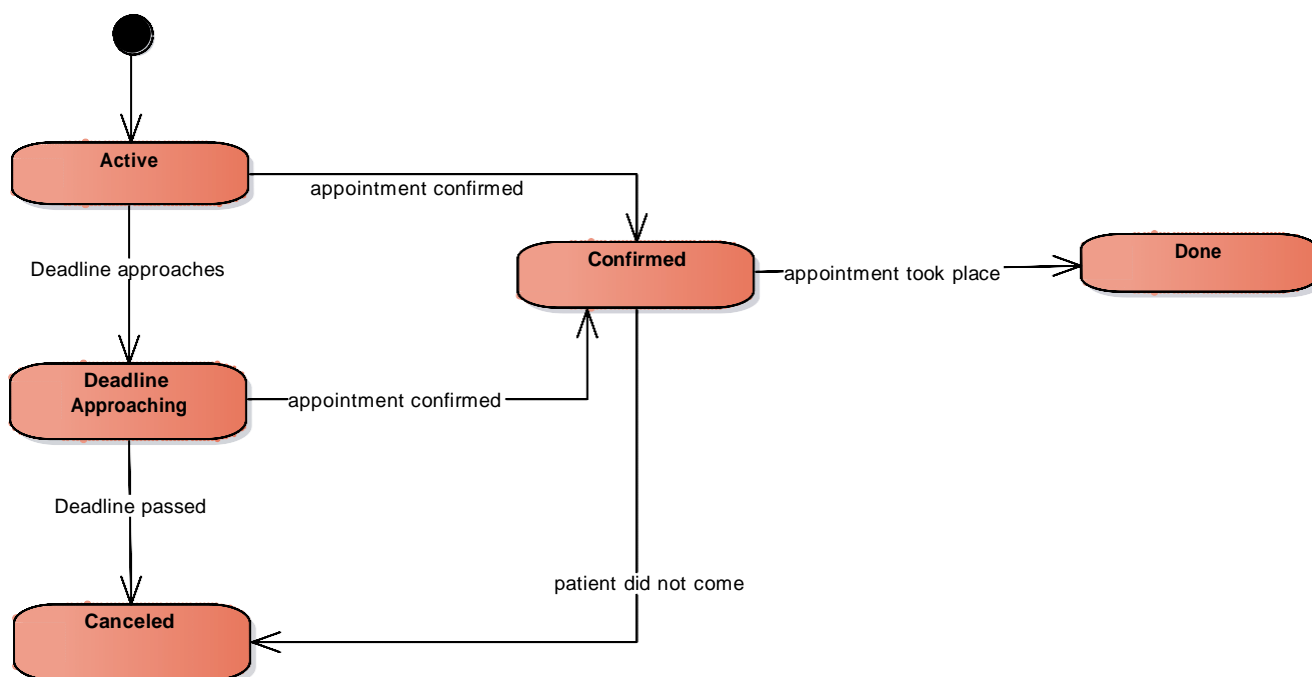 Active
appointment confirmed
Deadline approaches
Confirmed
appointment took place
Done
Deadline
Approaching
appointment confirmed
Deadline passed
patient did not come
Canceled